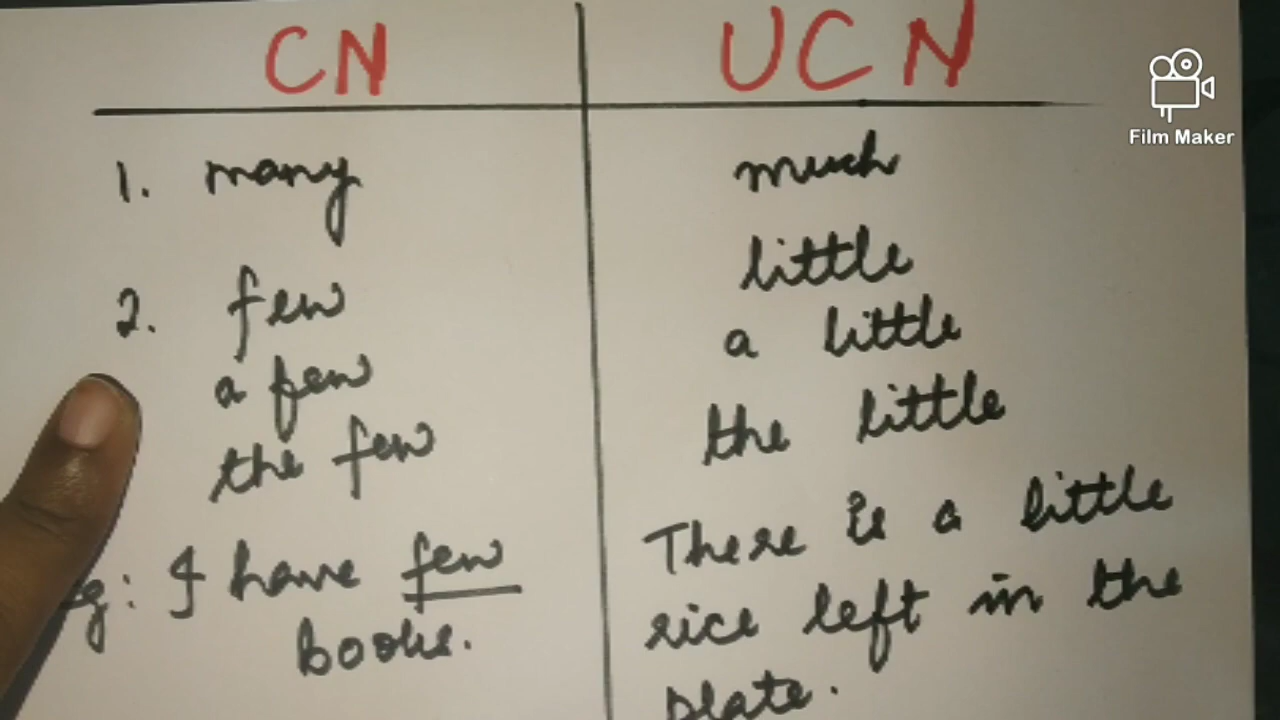 CN
UCN
Film Maker
1. many
much
2. few
little
a few
a little
the few
the little
eg: I have few
books.
There is a little
rice left in the
plate.